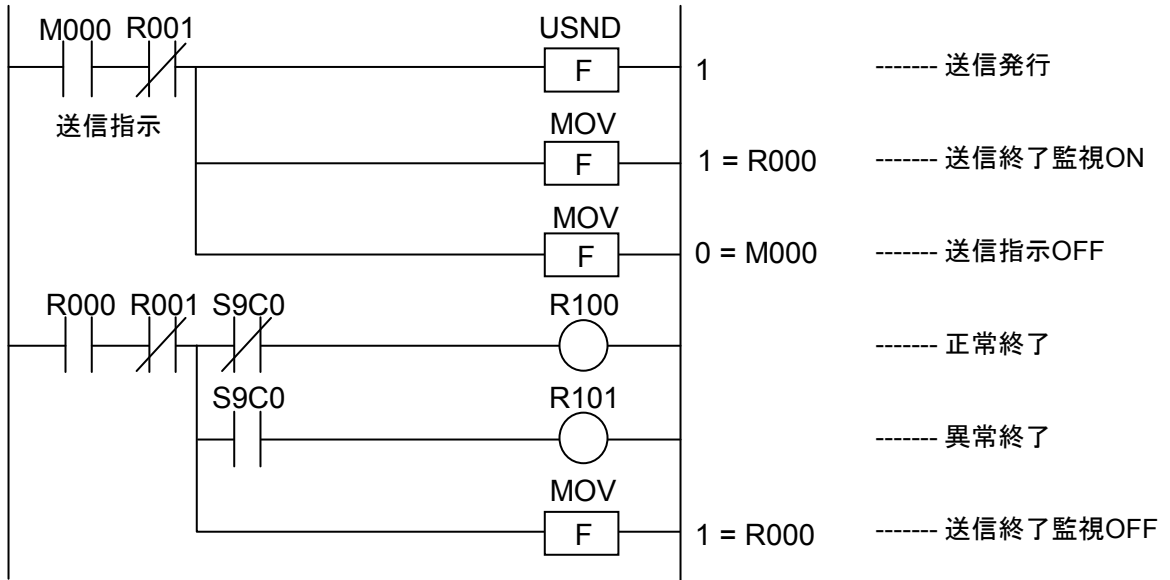 M000 R001 USND
F 1 ------- 送信発行
送信指示 MOV
F 1 = R000 ------- 送信終了監視ON
MOV
F 0 = M000 ------- 送信指示OFF
R000 R001 S9C0 R100
------- 正常終了
S9C0 R101
------- 異常終了
MOV
F 1 = R000 ------- 送信終了監視OFF